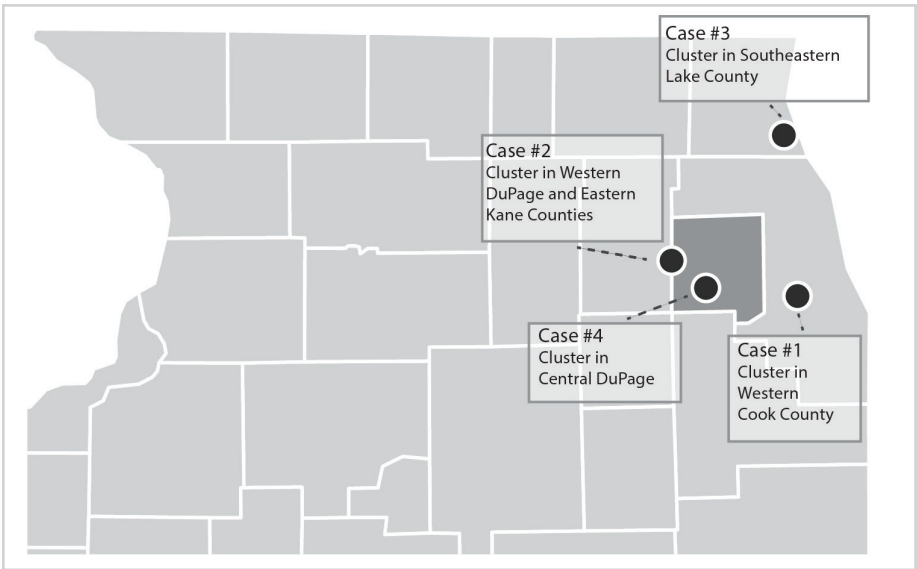 Case #3
Cluster in Southeastern
Lake County
Case #2
Cluster in Western
DuPage and Eastern
Kane Counties
Case #4
Cluster in
Central DuPage
Case #1
Cluster in
Western
Cook County